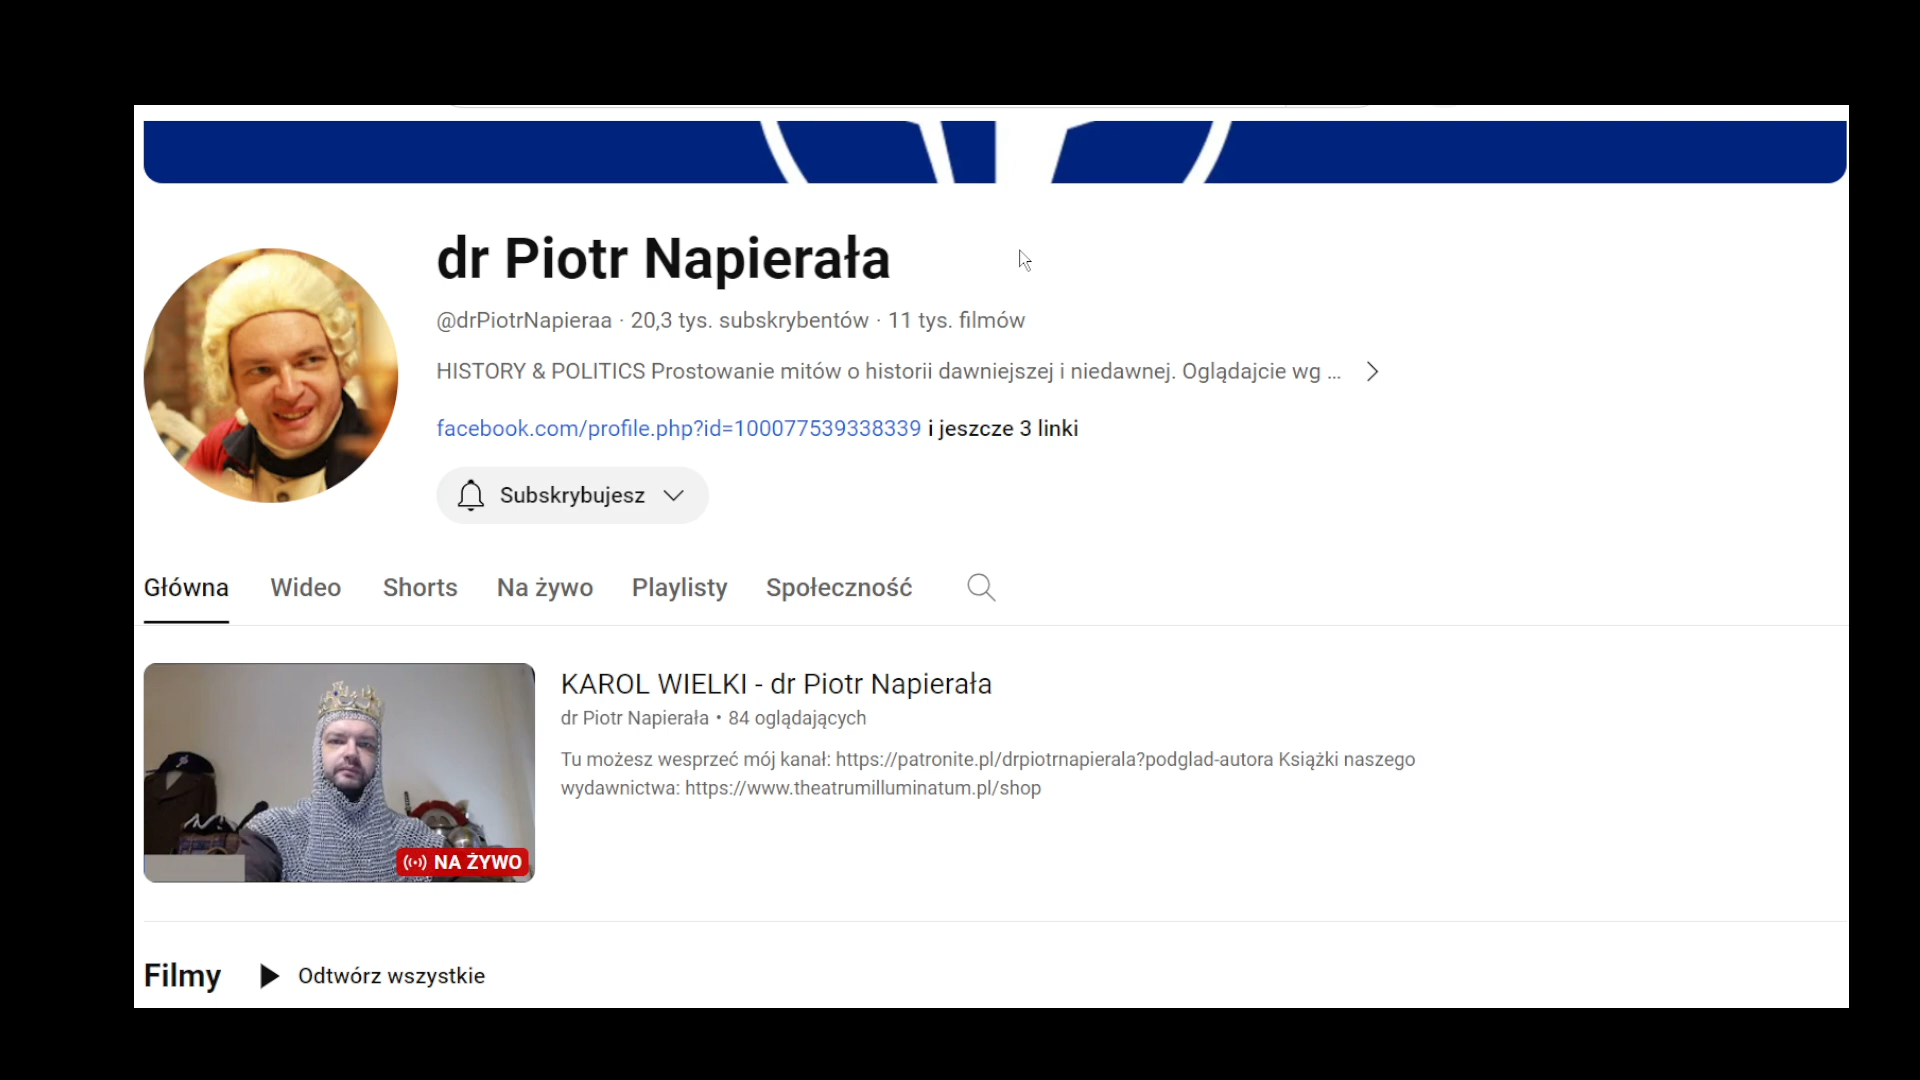 dr Piotr Napierała
@drPiotrNapieraa · 20,3 tys. subskrybentów · 11 tys. filmów
HISTORY & POLITICS Prostowanie mitów o historii dawniejszej i niedawnej. Oglądajcie wg ...
facebook.com/profile.php?id=100077539338339 i jeszcze 3 linki
Subskrybujesz
Główna Wideo Shorts Na żywo Playlisty Społeczność
KAROL WIELKI - dr Piotr Napierała
dr Piotr Napierała • 84 oglądających
Tu możesz wesprzeć mój kanał: https://patronite.pl/drpiotrnapierala?podglad-autora Książki naszego
wydawnictwa: https://www.theatrumilluminatum.pl/shop
NA ŻYWO
Filmy Odtwórz wszystkie